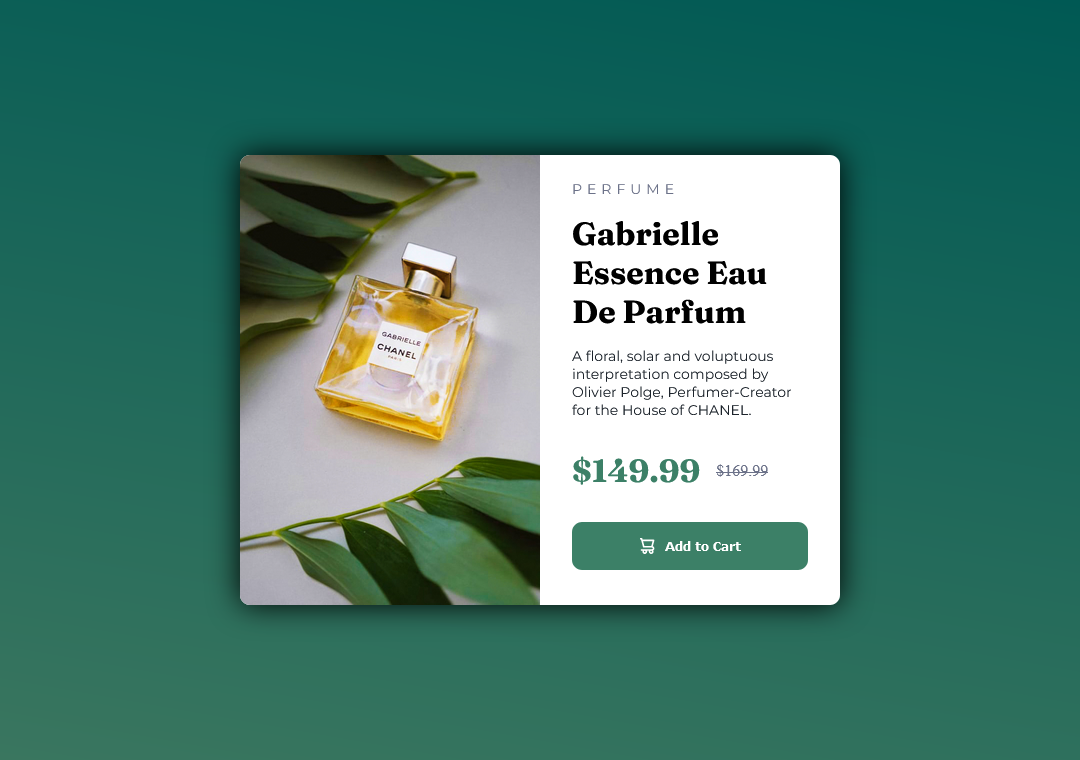 GABRIELLE
CHANEL
PARIS
PERFUME
Gabrielle
Essence Eau
De Parfum
A floral, solar and voluptuous
interpretation composed by
Olivier Polge, Perfumer-Creator
for the House of CHANEL.
$149.99 $169.99
Add to Cart